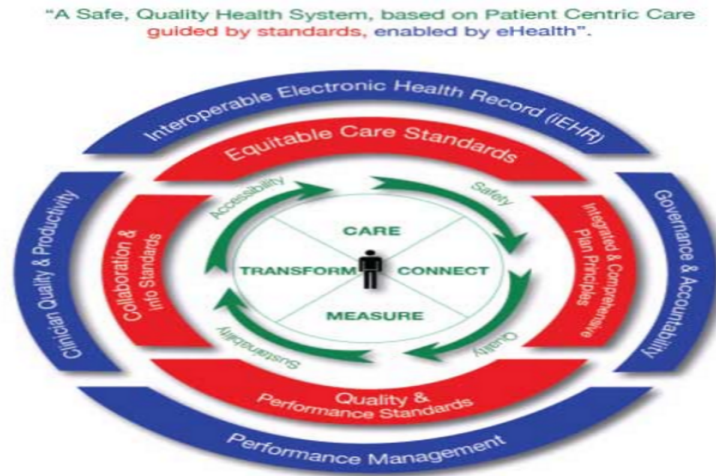 "A Safe, Quality Health System, based on Patient Centric Care
guided by standards, enabled by eHealth".
Interoperable Electronic Health Record (iEHR)
Equitable Care Standards
Accessibility
Safety
Clinician Quality & Productivity
Collaboration &
Info Standards
CARE
TRANSFORM
CONNECT
MEASURE
Integrated & Comprehensive
Plan Principles
Governance & Accountability
Sustainability
Quality
Quality &
Performance Standards
Performance Management